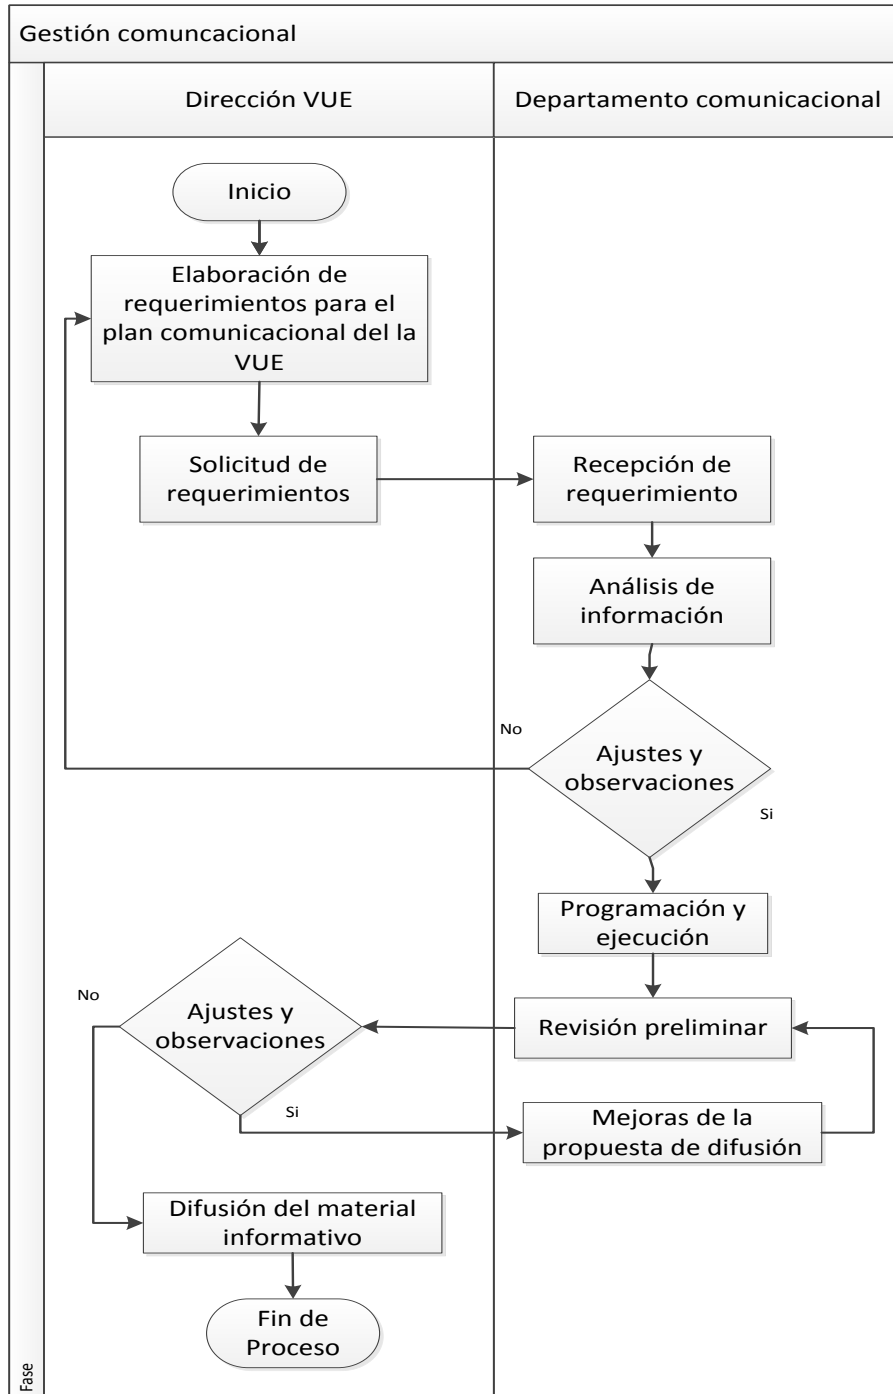 Gestión comuncacional
Dirección VUE
Departamento comunicacional
Inicio
Elaboración de
requerimientos para el
plan comunicacional del la
VUE
Solicitud de
requerimientos
Recepción de
requerimiento
Análisis de
información
No
Ajustes y
observaciones
Si
Programación y
ejecución
No
Ajustes y
observaciones
Revisión preliminar
Si
Mejoras de la
propuesta de difusión
Difusión del material
informativo
Fin de
Proceso
Fase